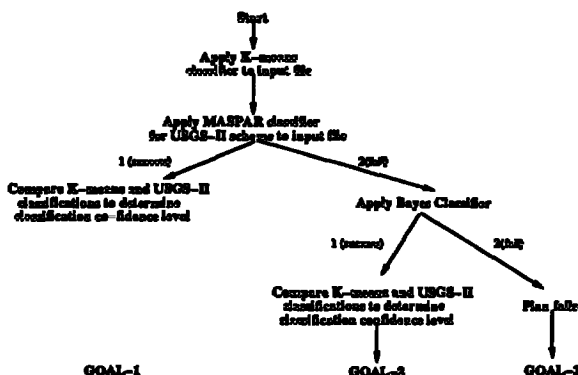 Start
Apply K-means
classifier to input file
Apply MASPAR classifier
for USGS-II scheme to input file
1 (success)
2(fail)
Compare K-means and USGS-II
classifications to determine
classification confidence level
Apply Bayes Classifier
1 (success)
2(fail)
Compare K-means and USGS-II
classifications to determine
classification confidence level
Plan fails
GOAL-1
GOAL-2